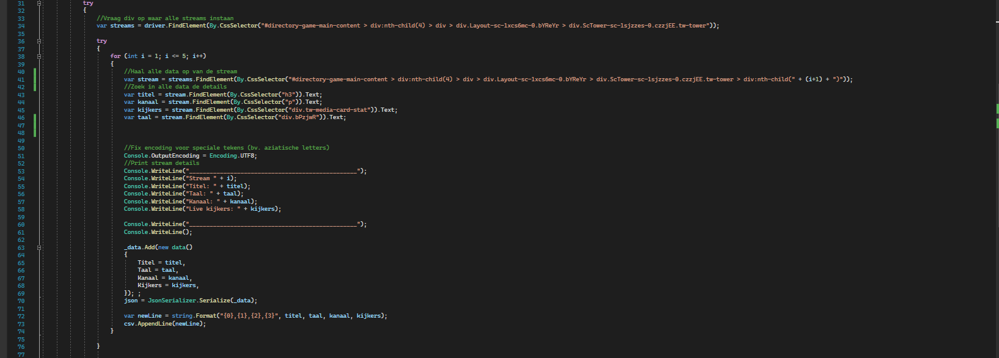 31 try
32 {
33 //Vraag div op waar alle streams instaan
34 var streams = driver.FindElement(By.CssSelector("#directory-game-main-content > div:nth-child(4) > div > div.Layout-sc-1xcs6mc-0.bYReYr > div.ScTower-sc-1sjzzes-0.czzjEE.tw-tower"));
35
36 try
37 {
38 for (int i = 1; i <= 5; i++)
39 {
40 //Haal alle data op van de stream
41 var stream = streams.FindElement(By.CssSelector("#directory-game-main-content > div:nth-child(4) > div > div.Layout-sc-1xcs6mc-0.bYReYr > div.ScTower-sc-1sjzzes-0.czzjEE.tw-tower > div:nth-child(" + (i+1) + ")"));
42 //Zoek in alle data de details
43 var titel = stream.FindElement(By.CssSelector("h3")).Text;
44 var kanaal = stream.FindElement(By.CssSelector("p")).Text;
45 var kijkers = stream.FindElement(By.CssSelector("div.tw-media-card-stat")).Text;
46 var taal = stream.FindElement(By.CssSelector("div.bPzjwR")).Text;
47
48
49
50 //Fix encoding voor speciale tekens (bv. aziatische letters)
51 Console.OutputEncoding = Encoding.UTF8;
52 //Print stream details
53 Console.WriteLine("_________________________________________________");
54 Console.WriteLine("Stream " + i);
55 Console.WriteLine("Titel: " + titel);
56 Console.WriteLine("Taal: " + taal);
57 Console.WriteLine("Kanaal: " + kanaal);
58 Console.WriteLine("Live kijkers: " + kijkers);
59
60 Console.WriteLine("_________________________________________________");
61 Console.WriteLine();
62
63 _data.Add(new data()
64 {
65 Titel = titel,
66 Taal = taal,
67 Kanaal = kanaal,
68 Kijkers = kijkers,
69 }); ;
70 json = JsonSerializer.Serialize(_data);
71
72 var newLine = string.Format("{0},{1},{2},{3}", titel, taal, kanaal, kijkers);
73 csv.AppendLine(newLine);
74 }
75
76 }
77